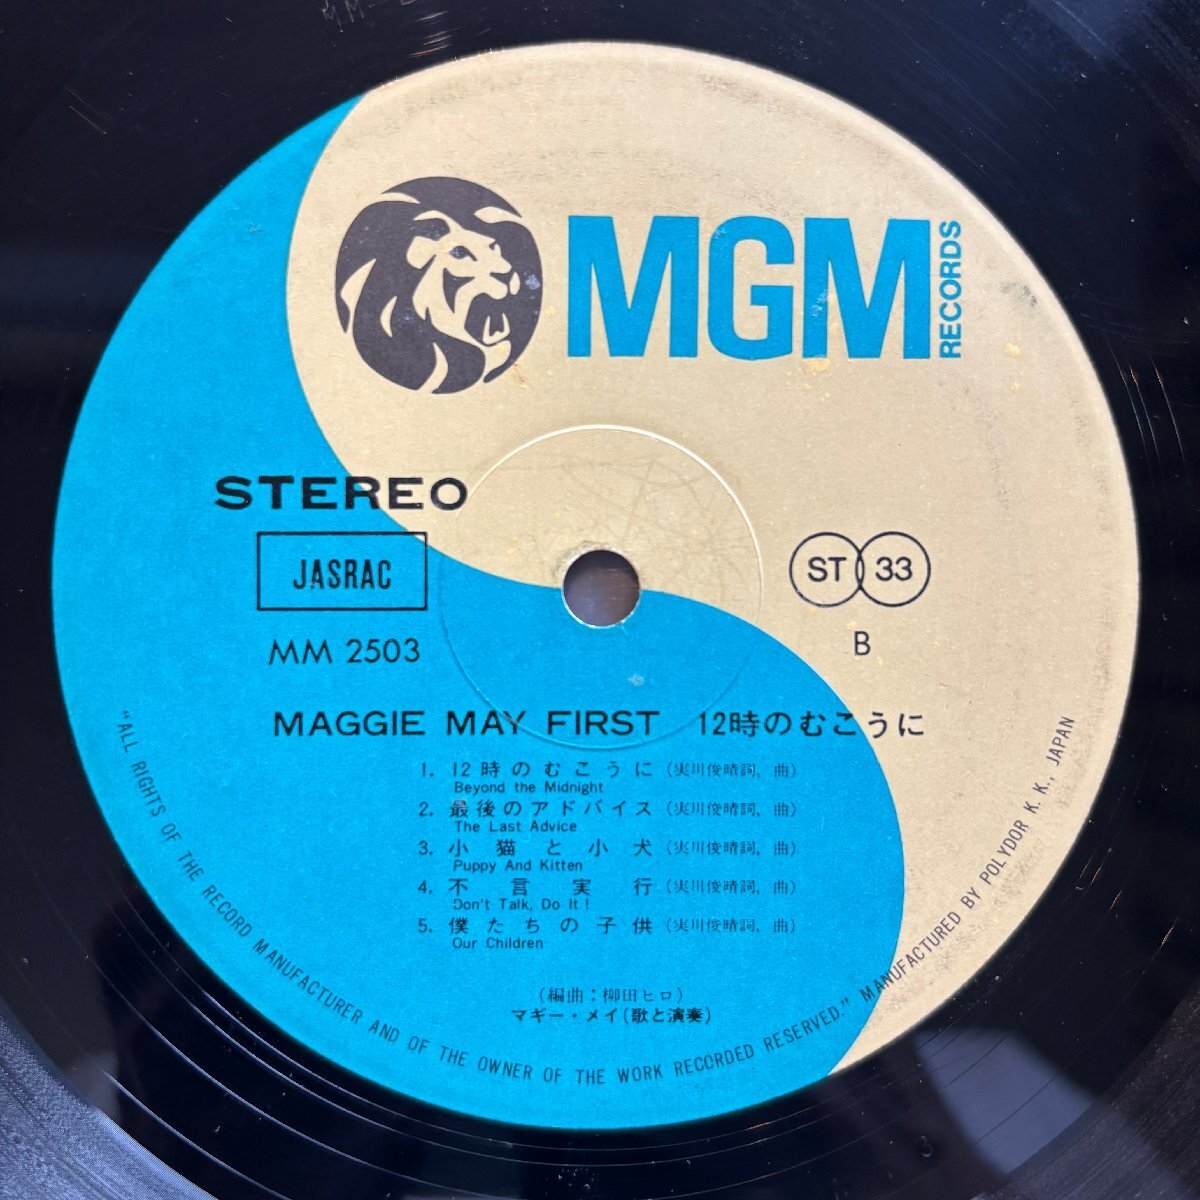 MGM
RECORDS
STEREO
JASRAC
MM 2503
ST 33
B
MAGGIE MAY FIRST 12時のむこうに
1. 12時のむこうに (実川俊晴詞, 曲)
Beyond the Midnight
2. 最後のアドバイス (実川俊晴詞, 曲)
The Last Advice
3. 小猫と小犬 (実川俊晴詞, 曲)
Puppy And Kitten
4. 不言実行 (実川俊晴詞, 曲)
Don't Talk, Do It!
5. 僕たちの子供 (実川俊晴詞, 曲)
Our Children
(編曲:柳田ヒロ)
マギー・メイ(歌と演奏)
"ALL RIGHTS OF THE RECORD MANUFACTURER AND OF THE OWNER OF THE WORK RECORDED RESERVED." MANUFACTURED BY POLYDOR K. K., JAPAN